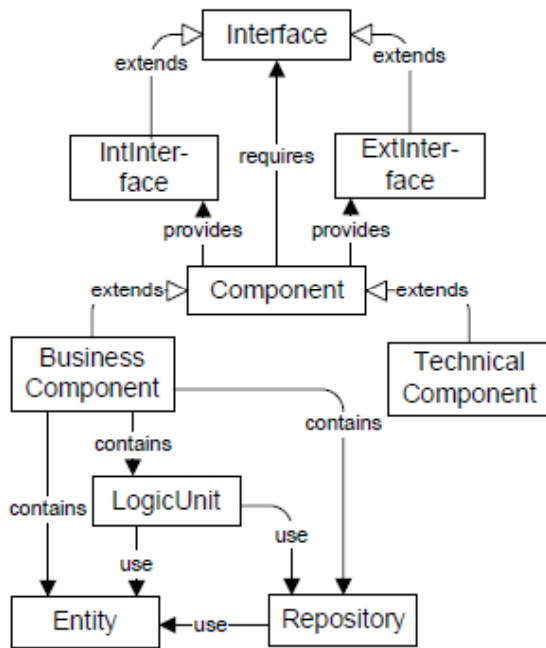 Interface
extends
extends
IntInter-
face
requires
ExtInter-
face
provides
provides
Component
extends
extends
Business
Component
Technical
Component
contains
contains
contains
LogicUnit
use
use
Entity
use
Repository